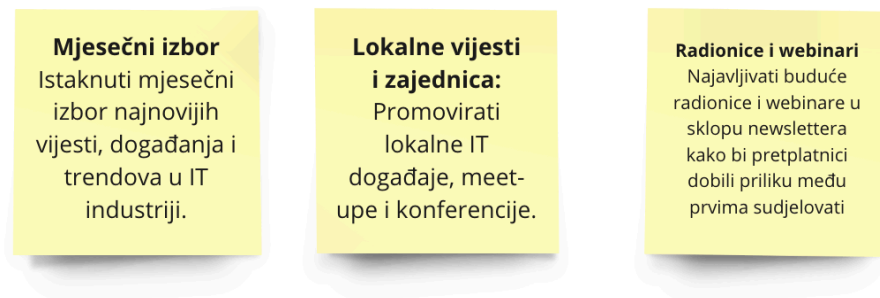 Mjesečni izbor
Istaknuti mjesečni
izbor najnovijih
vijesti, događanja i
trendova u IT
industriji.
Lokalne vijesti
i zajednica:
Promovirati
lokalne IT
događaje, meet-
upe i konferencije.
Radionice i webinari
Najavljivati buduće
radionice i webinare u
sklopu newslettera
kako bi pretplatnici
dobili priliku među
prvima sudjelovati